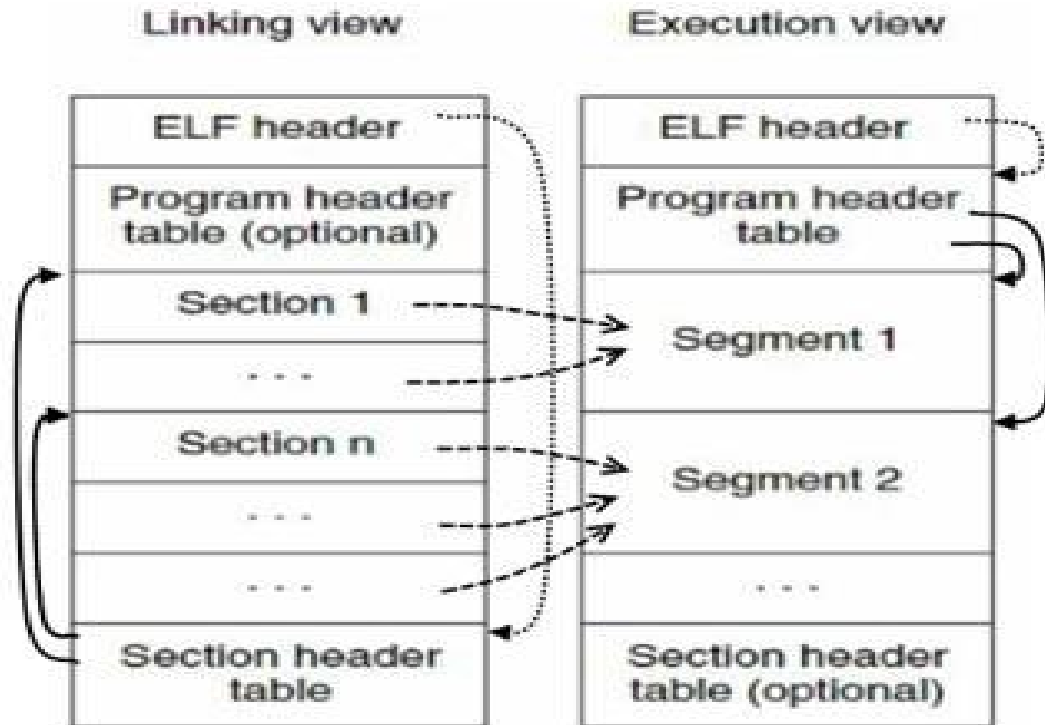 Linking view
ELF header
Program header
table (optional)
Section 1
. . .
Section n
. . .
. . .
Section header
table
Execution view
ELF header
Program header
table
Segment 1
Segment 2
. . .
Section header
table (optional)